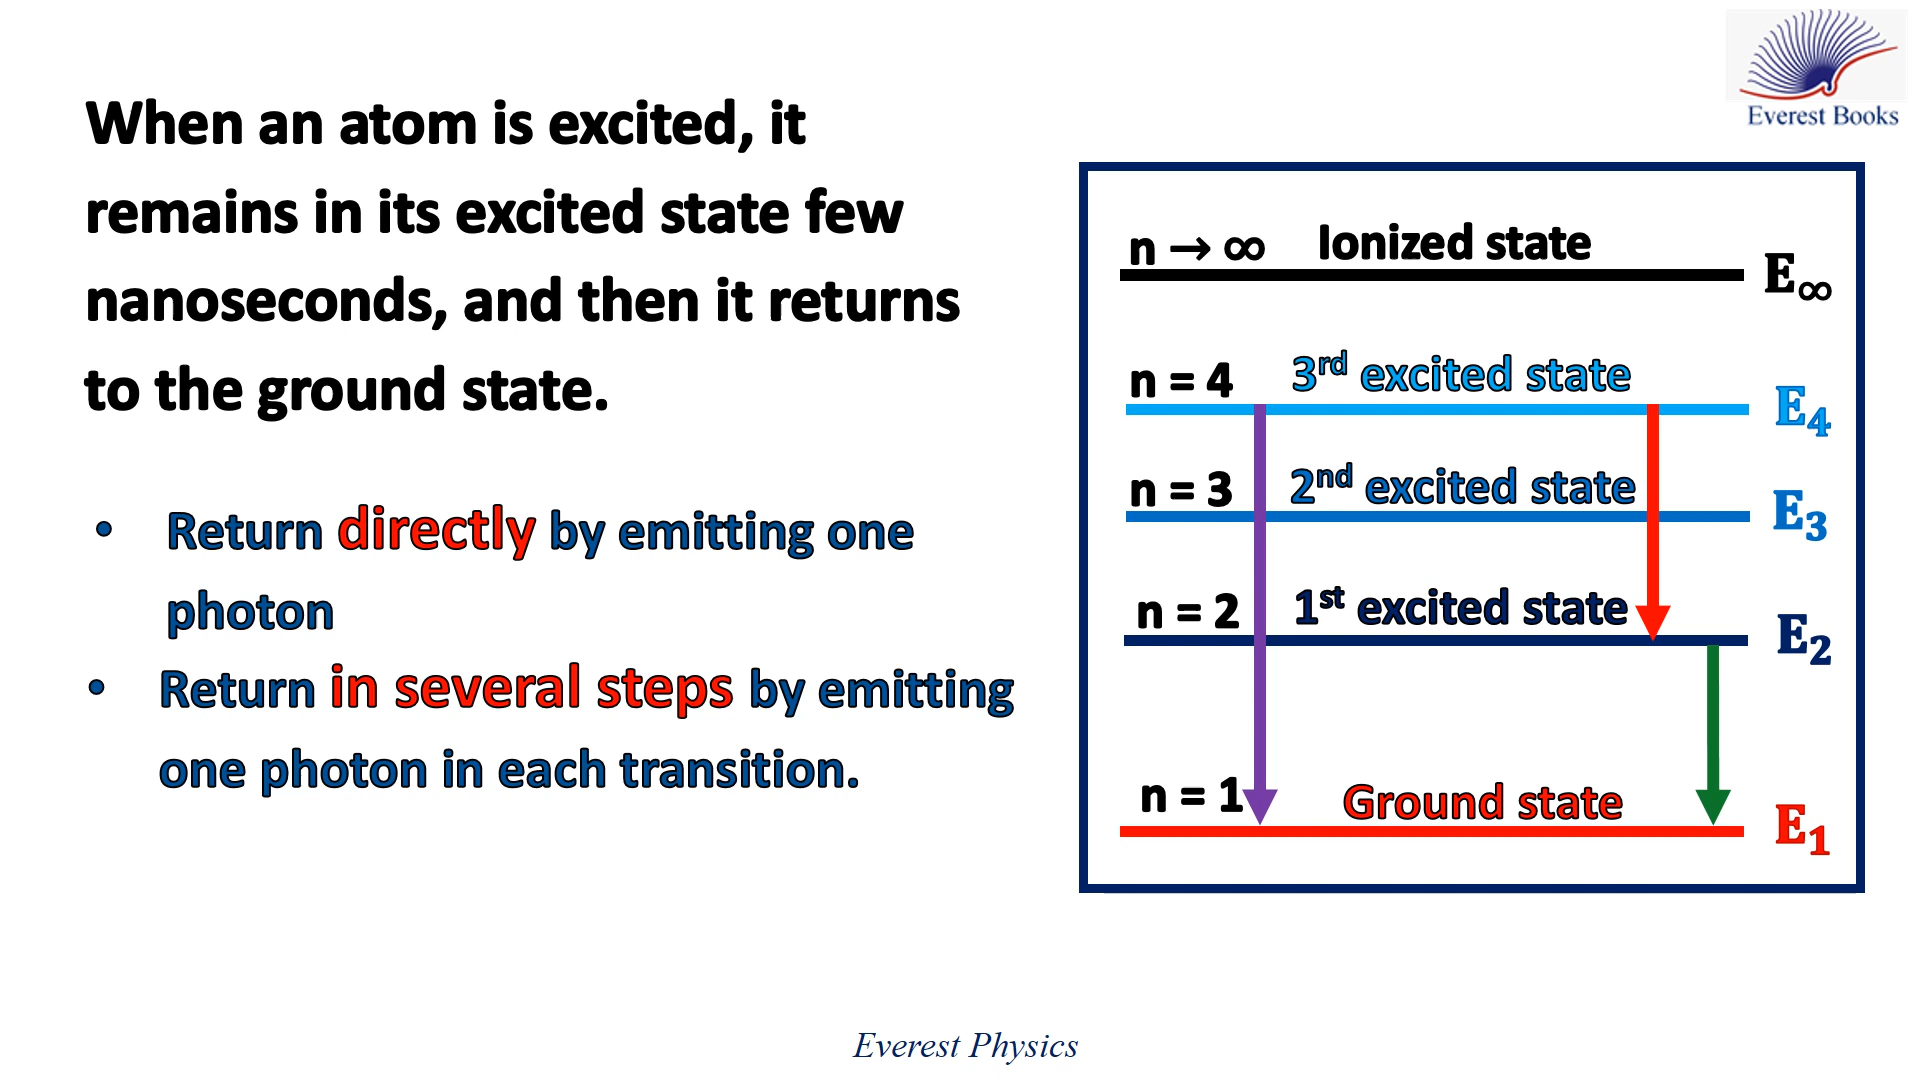 Everest Books
When an atom is excited, it
remains in its excited state few
nanoseconds, and then it returns
to the ground state.
• Return directly by emitting one
photon
• Return in several steps by emitting
one photon in each transition.
n → ∞ Ionized state E∞
n = 4 3rd excited state E4
n = 3 2nd excited state E3
n = 2 1st excited state E2
n = 1 Ground state E1
Everest Physics